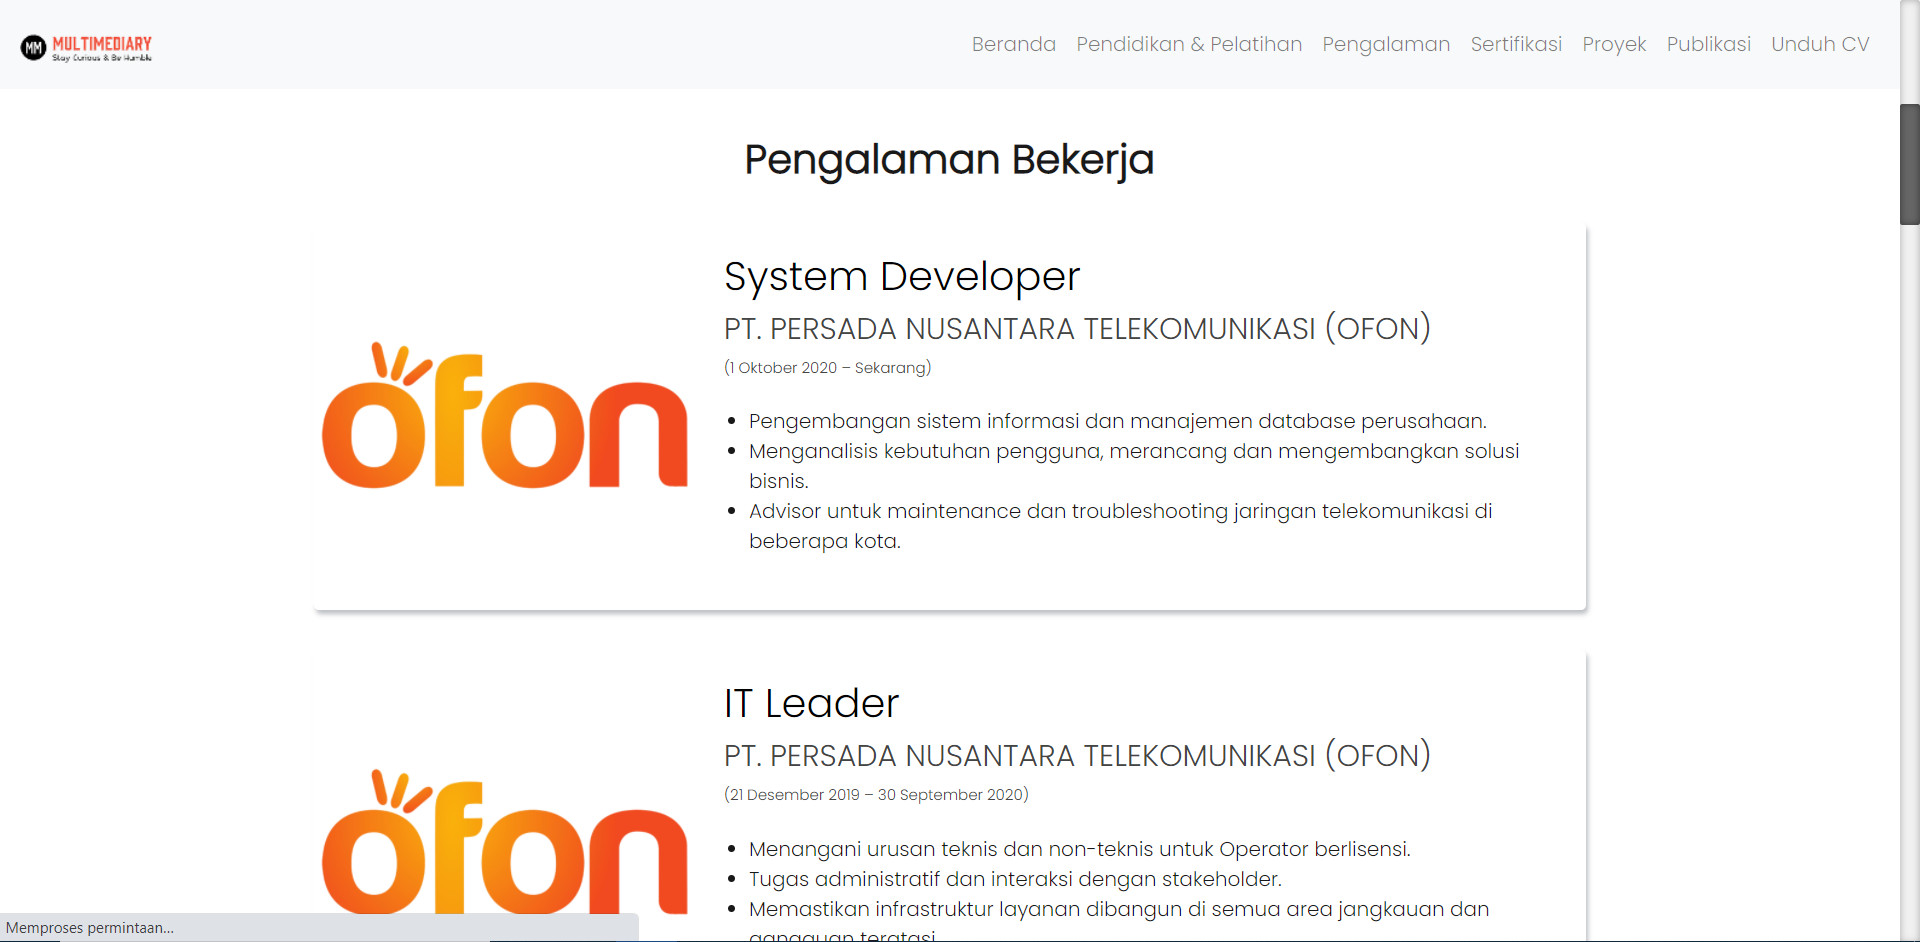 MM MULTIMEDIARY
Stay Curious & Be Humble
Beranda Pendidikan & Pelatihan Pengalaman Sertifikasi Proyek Publikasi Unduh CV
Pengalaman Bekerja
ofon
System Developer
PT. PERSADA NUSANTARA TELEKOMUNIKASI (OFON)
(1 Oktober 2020 – Sekarang)
• Pengembangan sistem informasi dan manajemen database perusahaan.
• Menganalisis kebutuhan pengguna, merancang dan mengembangkan solusi
bisnis.
• Advisor untuk maintenance dan troubleshooting jaringan telekomunikasi di
beberapa kota.
ofon
IT Leader
PT. PERSADA NUSANTARA TELEKOMUNIKASI (OFON)
(21 Desember 2019 – 30 September 2020)
• Menangani urusan teknis dan non-teknis untuk Operator berlisensi.
• Tugas administratif dan interaksi dengan stakeholder.
• Memastikan infrastruktur layanan dibangun di semua area jangkauan dan
gangguan teratasi.
Memproses permintaan...